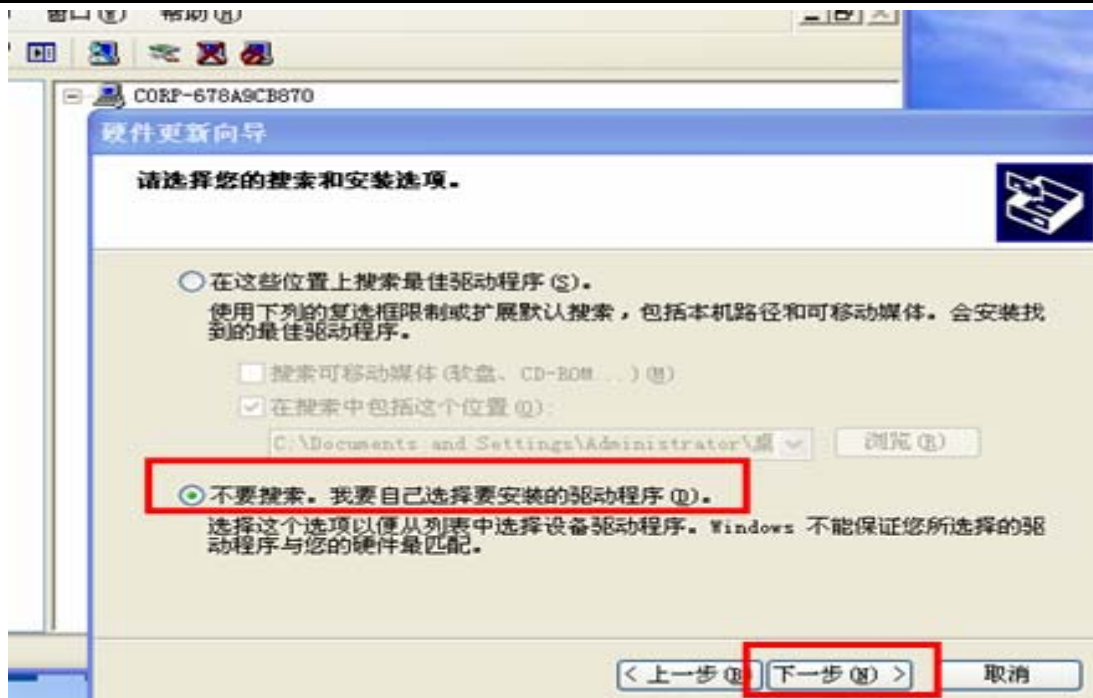 窗口(W) 帮助(H)
CORP-678A9CB870
硬件更新向导
请选择您的搜索和安装选项。
在这些位置上搜索最佳驱动程序(S)。
使用下列的复选框限制或扩展默认搜索，包括本机路径和可移动媒体。会安装找
到的最佳驱动程序。
搜索可移动媒体(软盘、CD-ROM...)(M)
在搜索中包括这个位置(O):
C:\Documents and Settings\Administrator\桌
浏览(R)
不要搜索。我要自己选择要安装的驱动程序(D)。
选择这个选项以便从列表中选择设备驱动程序。Windows 不能保证您所选择的驱
动程序与您的硬件最匹配。
< 上一步(B) 下一步(N) > 取消